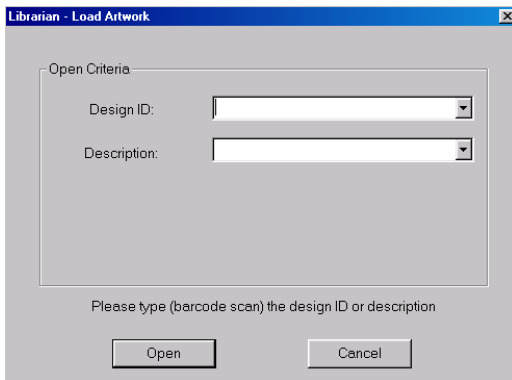 Librarian - Load Artwork
Open Criteria
Design ID:
Description:
Please type (barcode scan) the design ID or description
Open Cancel